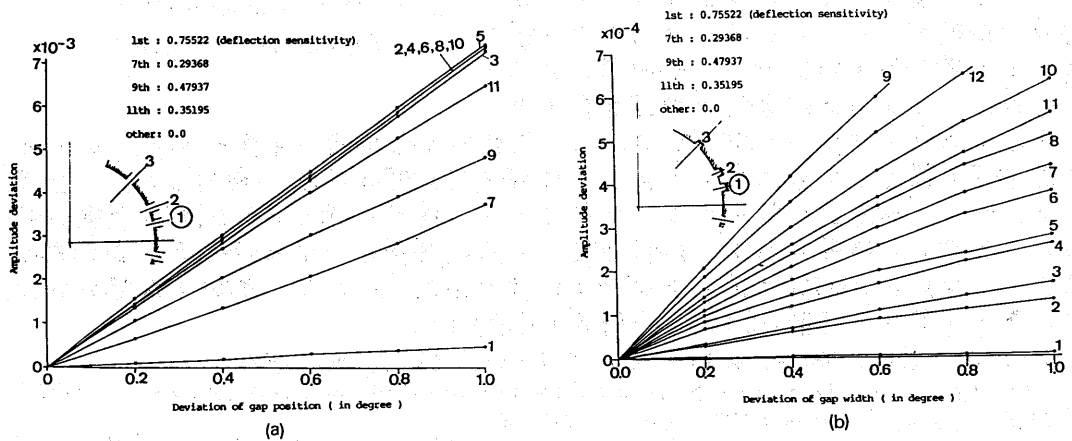 x10⁻³
1st : 0.75522 (deflection sensitivity)
7th : 0.29368
9th : 0.47937
11th : 0.35195
other: 0.0
2,4,6,8,10
5
3
11
9
7
1
3
2
1
7
6
5
4
3
2
1
0
Amplitude deviation
0 0.2 0.4 0.6 0.8 1.0
Deviation of gap position ( in degree )
(a)
x10⁻⁴
1st : 0.75522 (deflection sensitivity)
7th : 0.29368
9th : 0.47937
11th : 0.35195
other: 0.0
9
12
10
11
8
7
6
5
4
3
2
1
3
2
1
7
6
5
4
3
2
1
0
Amplitude deviation
0.0 0.2 0.4 0.6 0.8 1.0
Deviation of gap width ( in degree )
(b)